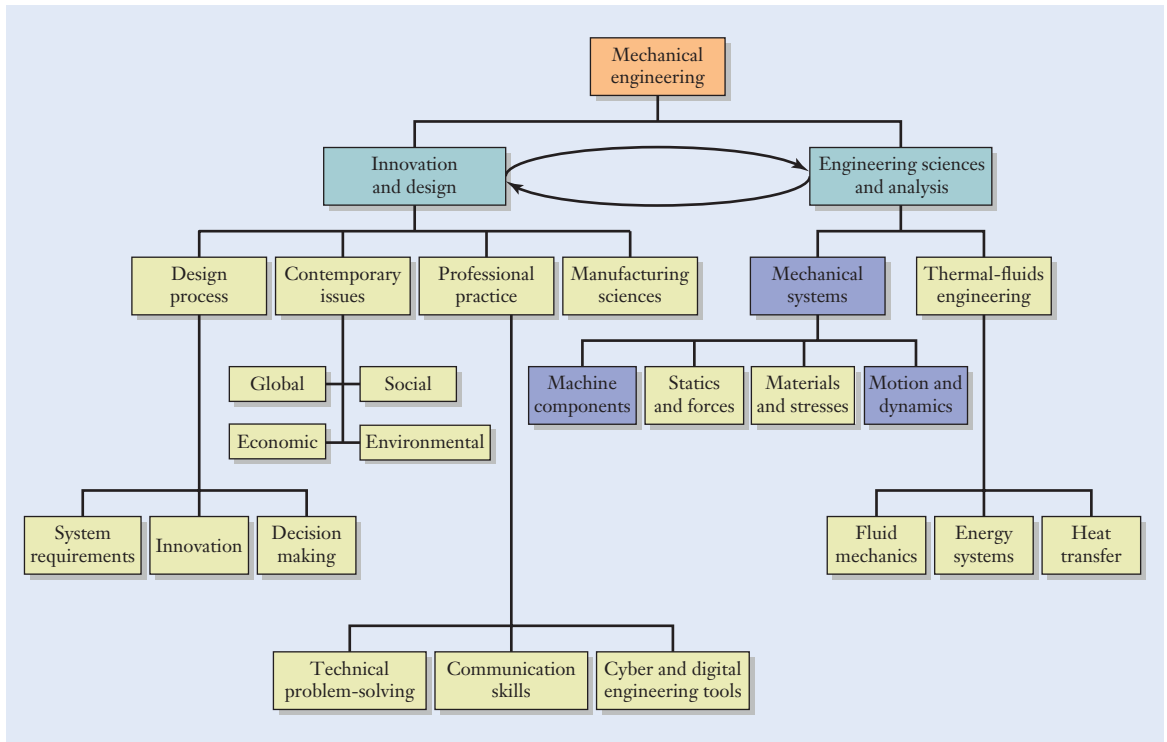 Mechanical
engineering
Innovation
and design
Engineering sciences
and analysis
Design
process
Contemporary
issues
Professional
practice
Manufacturing
sciences
Mechanical
systems
Thermal-fluids
engineering
Global
Social
Economic
Environmental
Machine
components
Statics
and forces
Materials
and stresses
Motion and
dynamics
System
requirements
Innovation
Decision
making
Fluid
mechanics
Energy
systems
Heat
transfer
Technical
problem-solving
Communication
skills
Cyber and digital
engineering tools